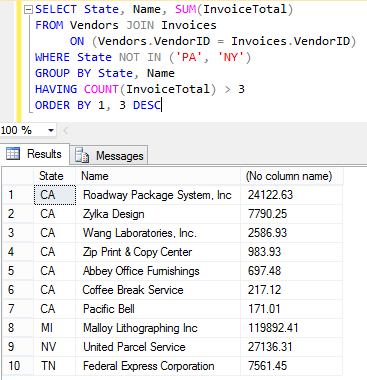 SELECT State, Name, SUM(InvoiceTotal)
FROM Vendors JOIN Invoices
ON (Vendors.VendorID = Invoices.VendorID)
WHERE State NOT IN ('PA', 'NY')
GROUP BY State, Name
HAVING COUNT(InvoiceTotal) > 3
ORDER BY 1, 3 DESC
100 %
Results Messages
State Name (No column name)
1 CA Roadway Package System, Inc 24122.63
2 CA Zylka Design 7790.25
3 CA Wang Laboratories, Inc. 2586.93
4 CA Zip Print & Copy Center 983.93
5 CA Abbey Office Furnishings 697.48
6 CA Coffee Break Service 217.12
7 CA Pacific Bell 171.01
8 MI Malloy Lithographing Inc 119892.41
9 NV United Parcel Service 27136.31
10 TN Federal Express Corporation 7561.45